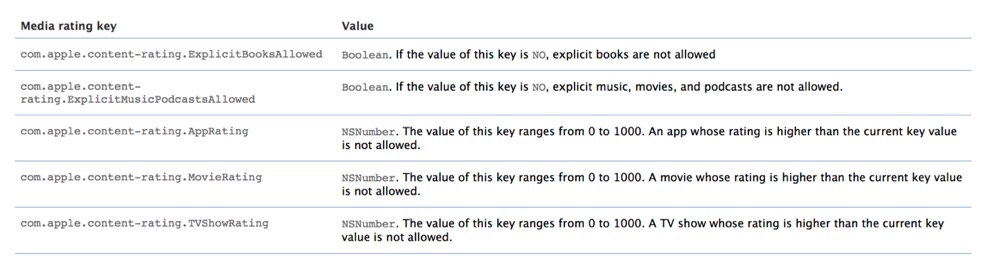 Media rating key Value
com.apple.content-rating.ExplicitBooksAllowed Boolean. If the value of this key is NO, explicit books are not allowed
com.apple.content- Boolean. If the value of this key is NO, explicit music, movies, and podcasts are not allowed.
rating.ExplicitMusicPodcastsAllowed
com.apple.content-rating.AppRating NSNumber. The value of this key ranges from 0 to 1000. An app whose rating is higher than the current key value
is not allowed.
com.apple.content-rating.MovieRating NSNumber. The value of this key ranges from 0 to 1000. A movie whose rating is higher than the current key value
is not allowed.
com.apple.content-rating.TVShowRating NSNumber. The value of this key ranges from 0 to 1000. A TV show whose rating is higher than the current key
value is not allowed.